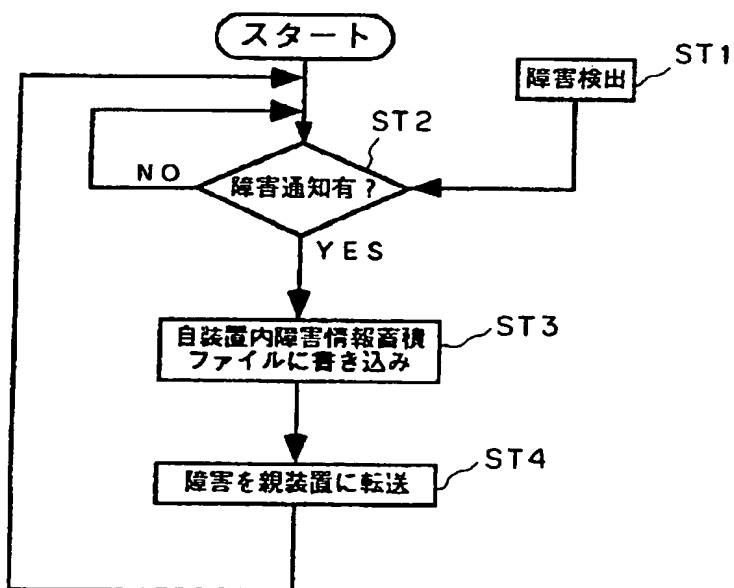 スタート
障害検出
ST1
ST2
障害通知有?
NO
YES
自装置内障害情報蓄積
ファイルに書き込み
ST3
障害を親装置に転送
ST4